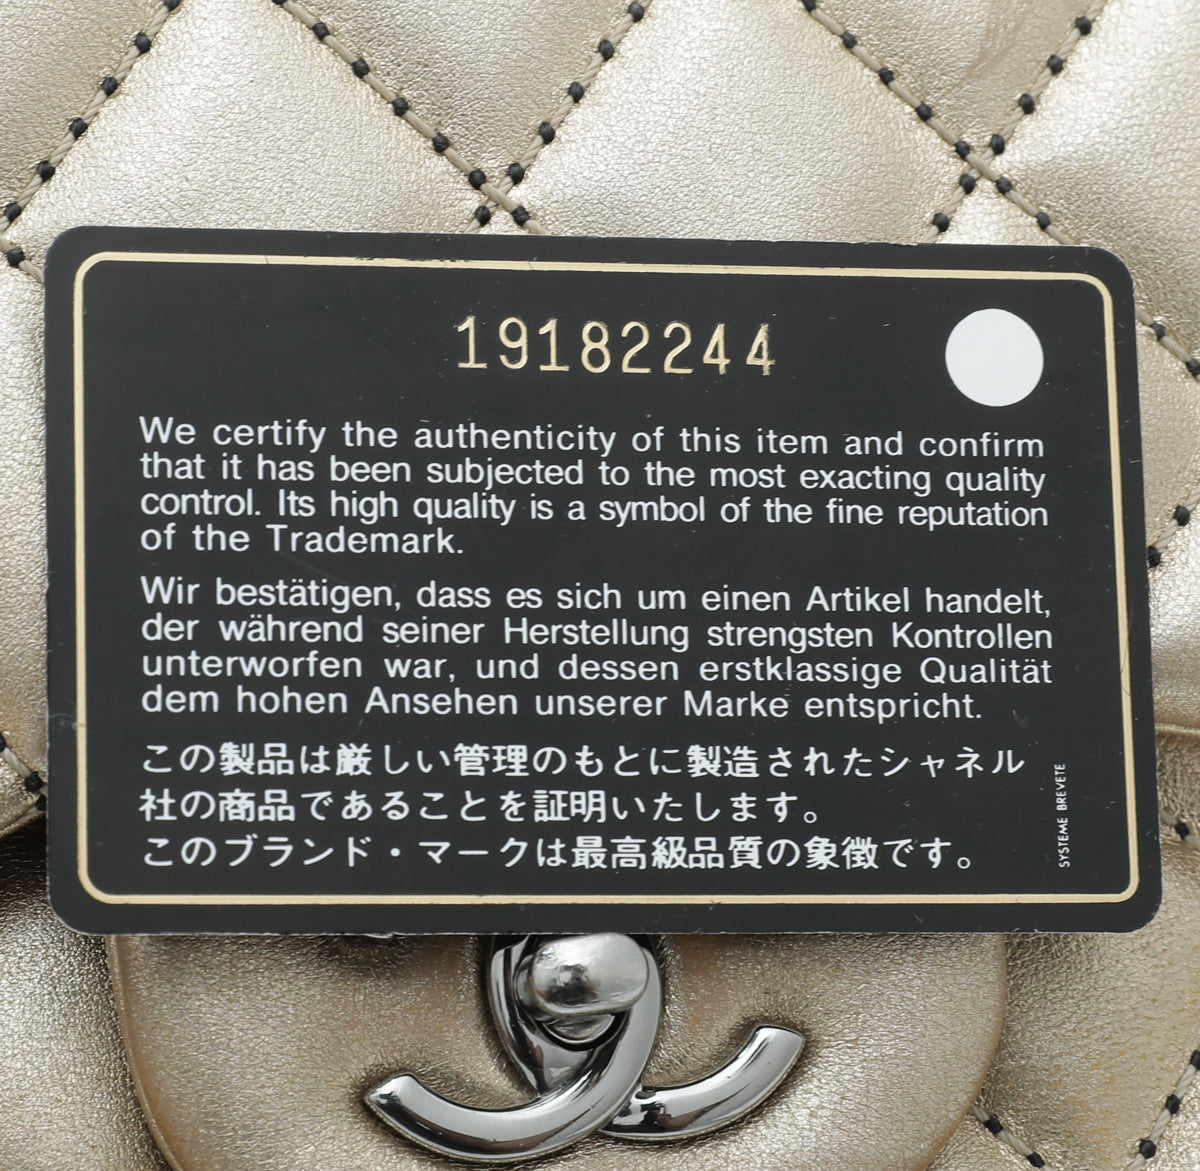 19182244
We certify the authenticity of this item and confirm
that it has been subjected to the most exacting quality
control. Its high quality is a symbol of the fine reputation
of the Trademark.
Wir bestätigen, dass es sich um einen Artikel handelt,
der während seiner Herstellung strengsten Kontrollen
unterworfen war, und dessen erstklassige Qualität
dem hohen Ansehen unserer Marke entspricht.
この製品は厳しい管理のもとに製造されたシャネル
社の商品であることを証明いたします。
このブランド・マークは最高級品質の象徴です。
SYSTEME BREVETE